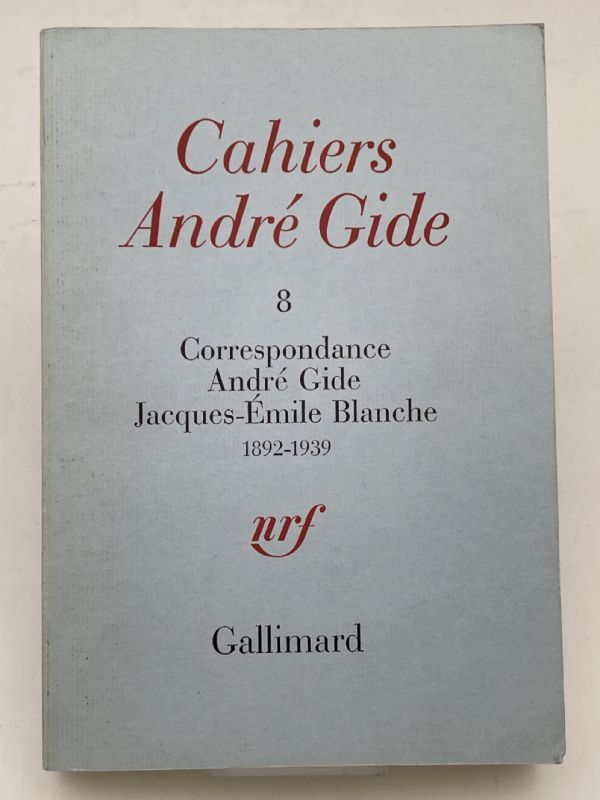 Cahiers
André Gide
8
Correspondance
André Gide
Jacques-Émile Blanche
1892-1939
nrf
Gallimard